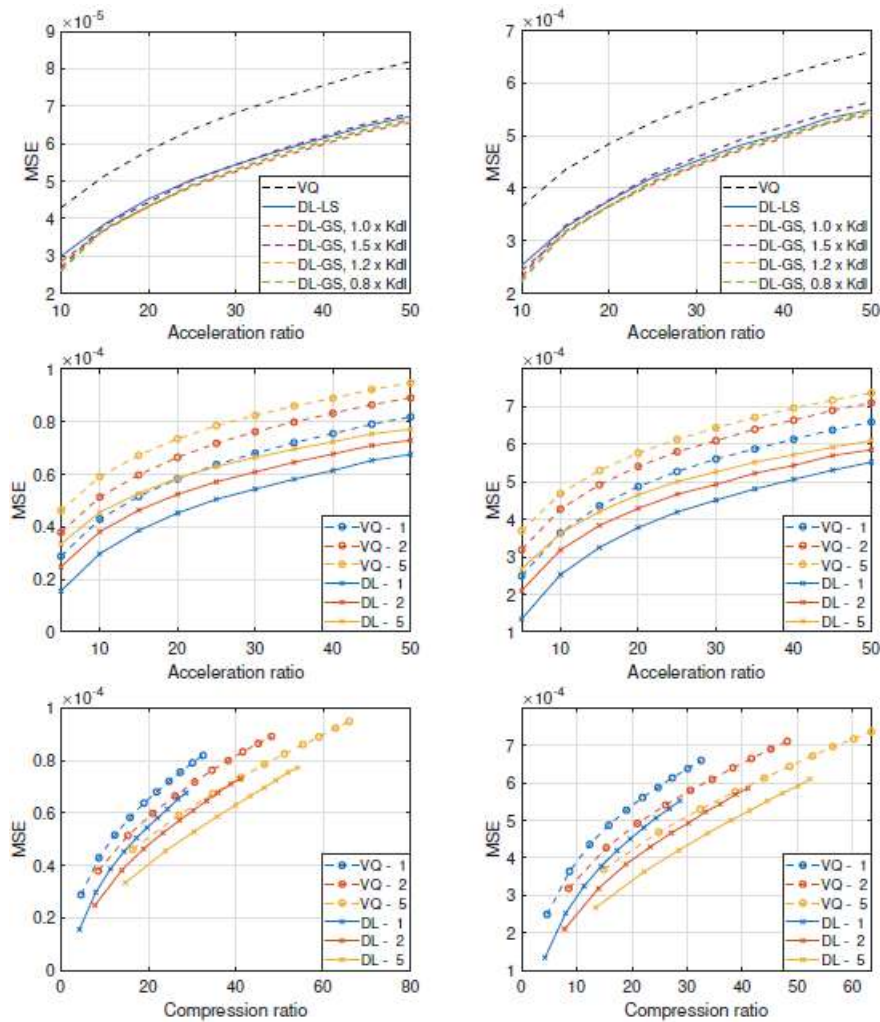 ×10⁻⁵
9
8
7
6
5
4
3
2
MSE
10
20
30
40
50
Acceleration ratio
VQ
DL-LS
DL-GS, 1.0 x Kdl
DL-GS, 1.5 x Kdl
DL-GS, 1.2 x Kdl
DL-GS, 0.8 x Kdl
×10⁻⁴
7
6
5
4
3
2
MSE
10
20
30
40
50
Acceleration ratio
VQ
DL-LS
DL-GS, 1.0 x Kdl
DL-GS, 1.5 x Kdl
DL-GS, 1.2 x Kdl
DL-GS, 0.8 x Kdl
×10⁻⁴
1
0.8
0.6
0.4
0.2
0
MSE
10
20
30
40
50
Acceleration ratio
VQ - 1
VQ - 2
VQ - 5
DL - 1
DL - 2
DL - 5
×10⁻⁴
7
6
5
4
3
2
1
MSE
10
20
30
40
50
Acceleration ratio
VQ - 1
VQ - 2
VQ - 5
DL - 1
DL - 2
DL - 5
×10⁻⁴
1
0.8
0.6
0.4
0.2
0
MSE
0
20
40
60
80
Compression ratio
VQ - 1
VQ - 2
VQ - 5
DL - 1
DL - 2
DL - 5
×10⁻⁴
7
6
5
4
3
2
1
MSE
0
10
20
30
40
50
60
Compression ratio
VQ - 1
VQ - 2
VQ - 5
DL - 1
DL - 2
DL - 5